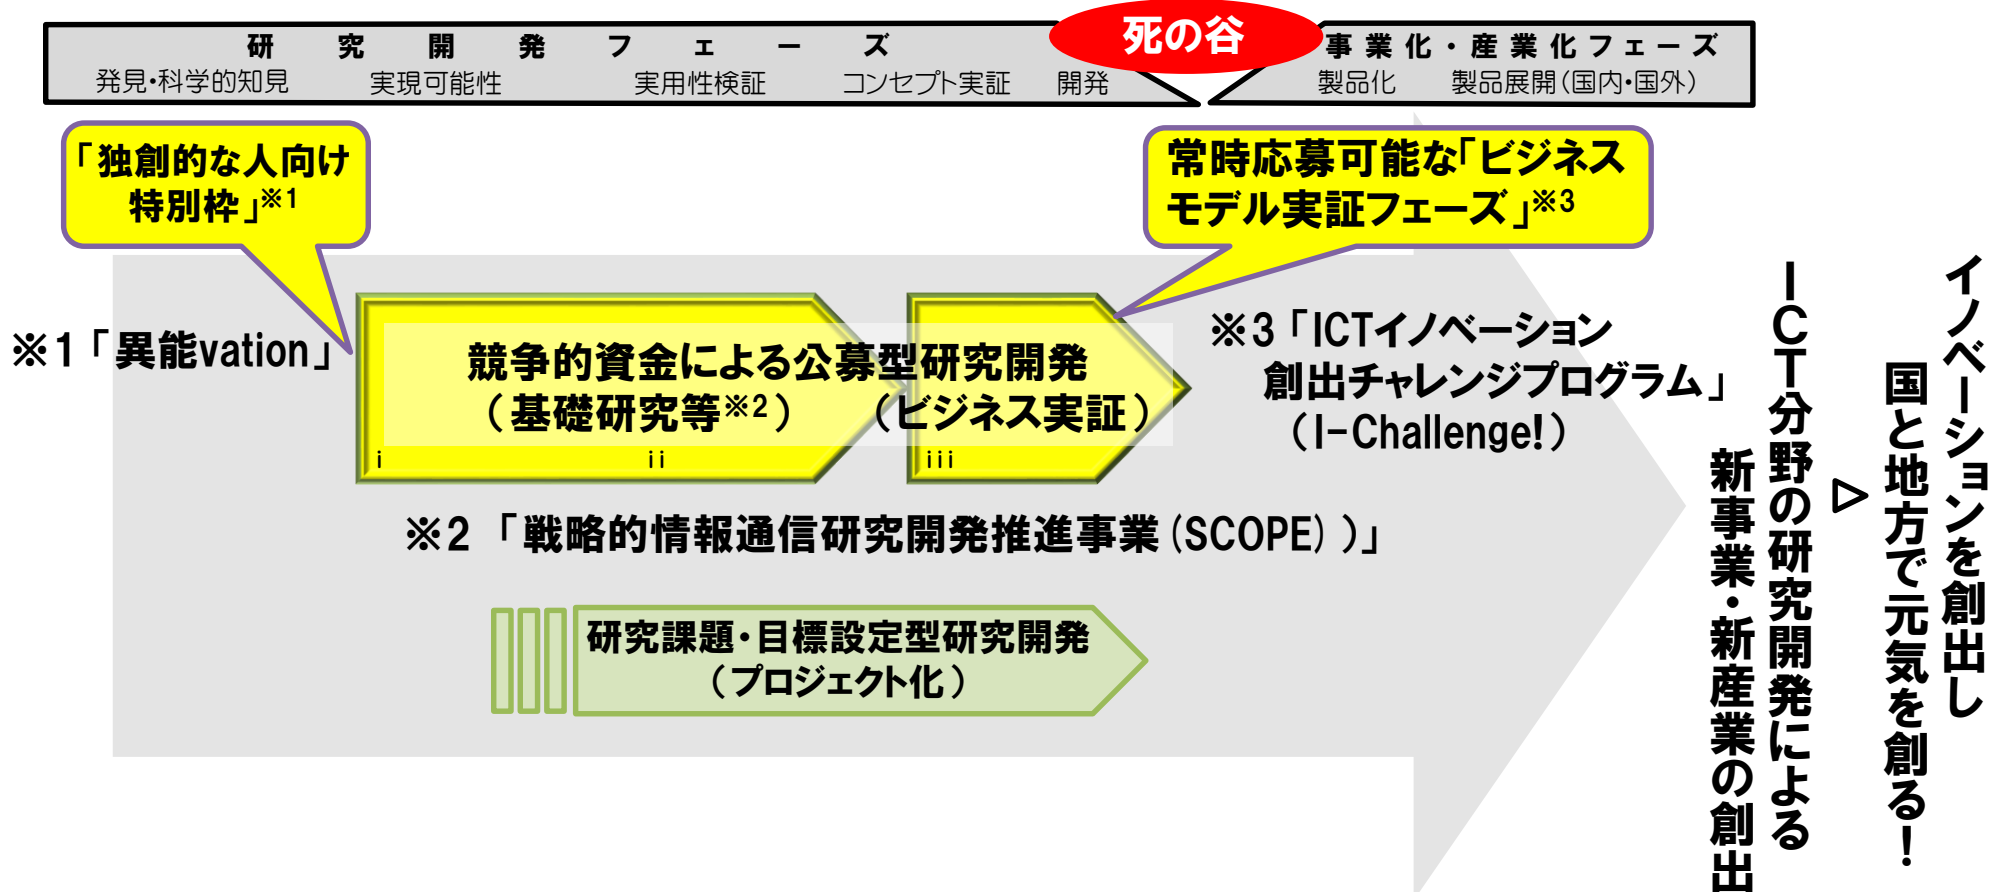 研究開発フェーズ
死の谷
事業化・産業化フェーズ
発見・科学的知見 実現可能性 実用性検証 コンセプト実証 開発
製品化 製品展開(国内・国外)
「独創的な人向け
特別枠」※1
常時応募可能な「ビジネス
モデル実証フェーズ」※3
※1「異能vation」
競争的資金による公募型研究開発
(基礎研究等※2) (ビジネス実証)
i ii iii
※3「ICTイノベーション
創出チャレンジプログラム」
(I-Challenge!)
※2 「戦略的情報通信研究開発推進事業(SCOPE))」
研究課題・目標設定型研究開発
(プロジェクト化)
ICT分野の研究開発による
新事業・新産業の創出
イノベーションを創出し
国と地方で元気を創る!